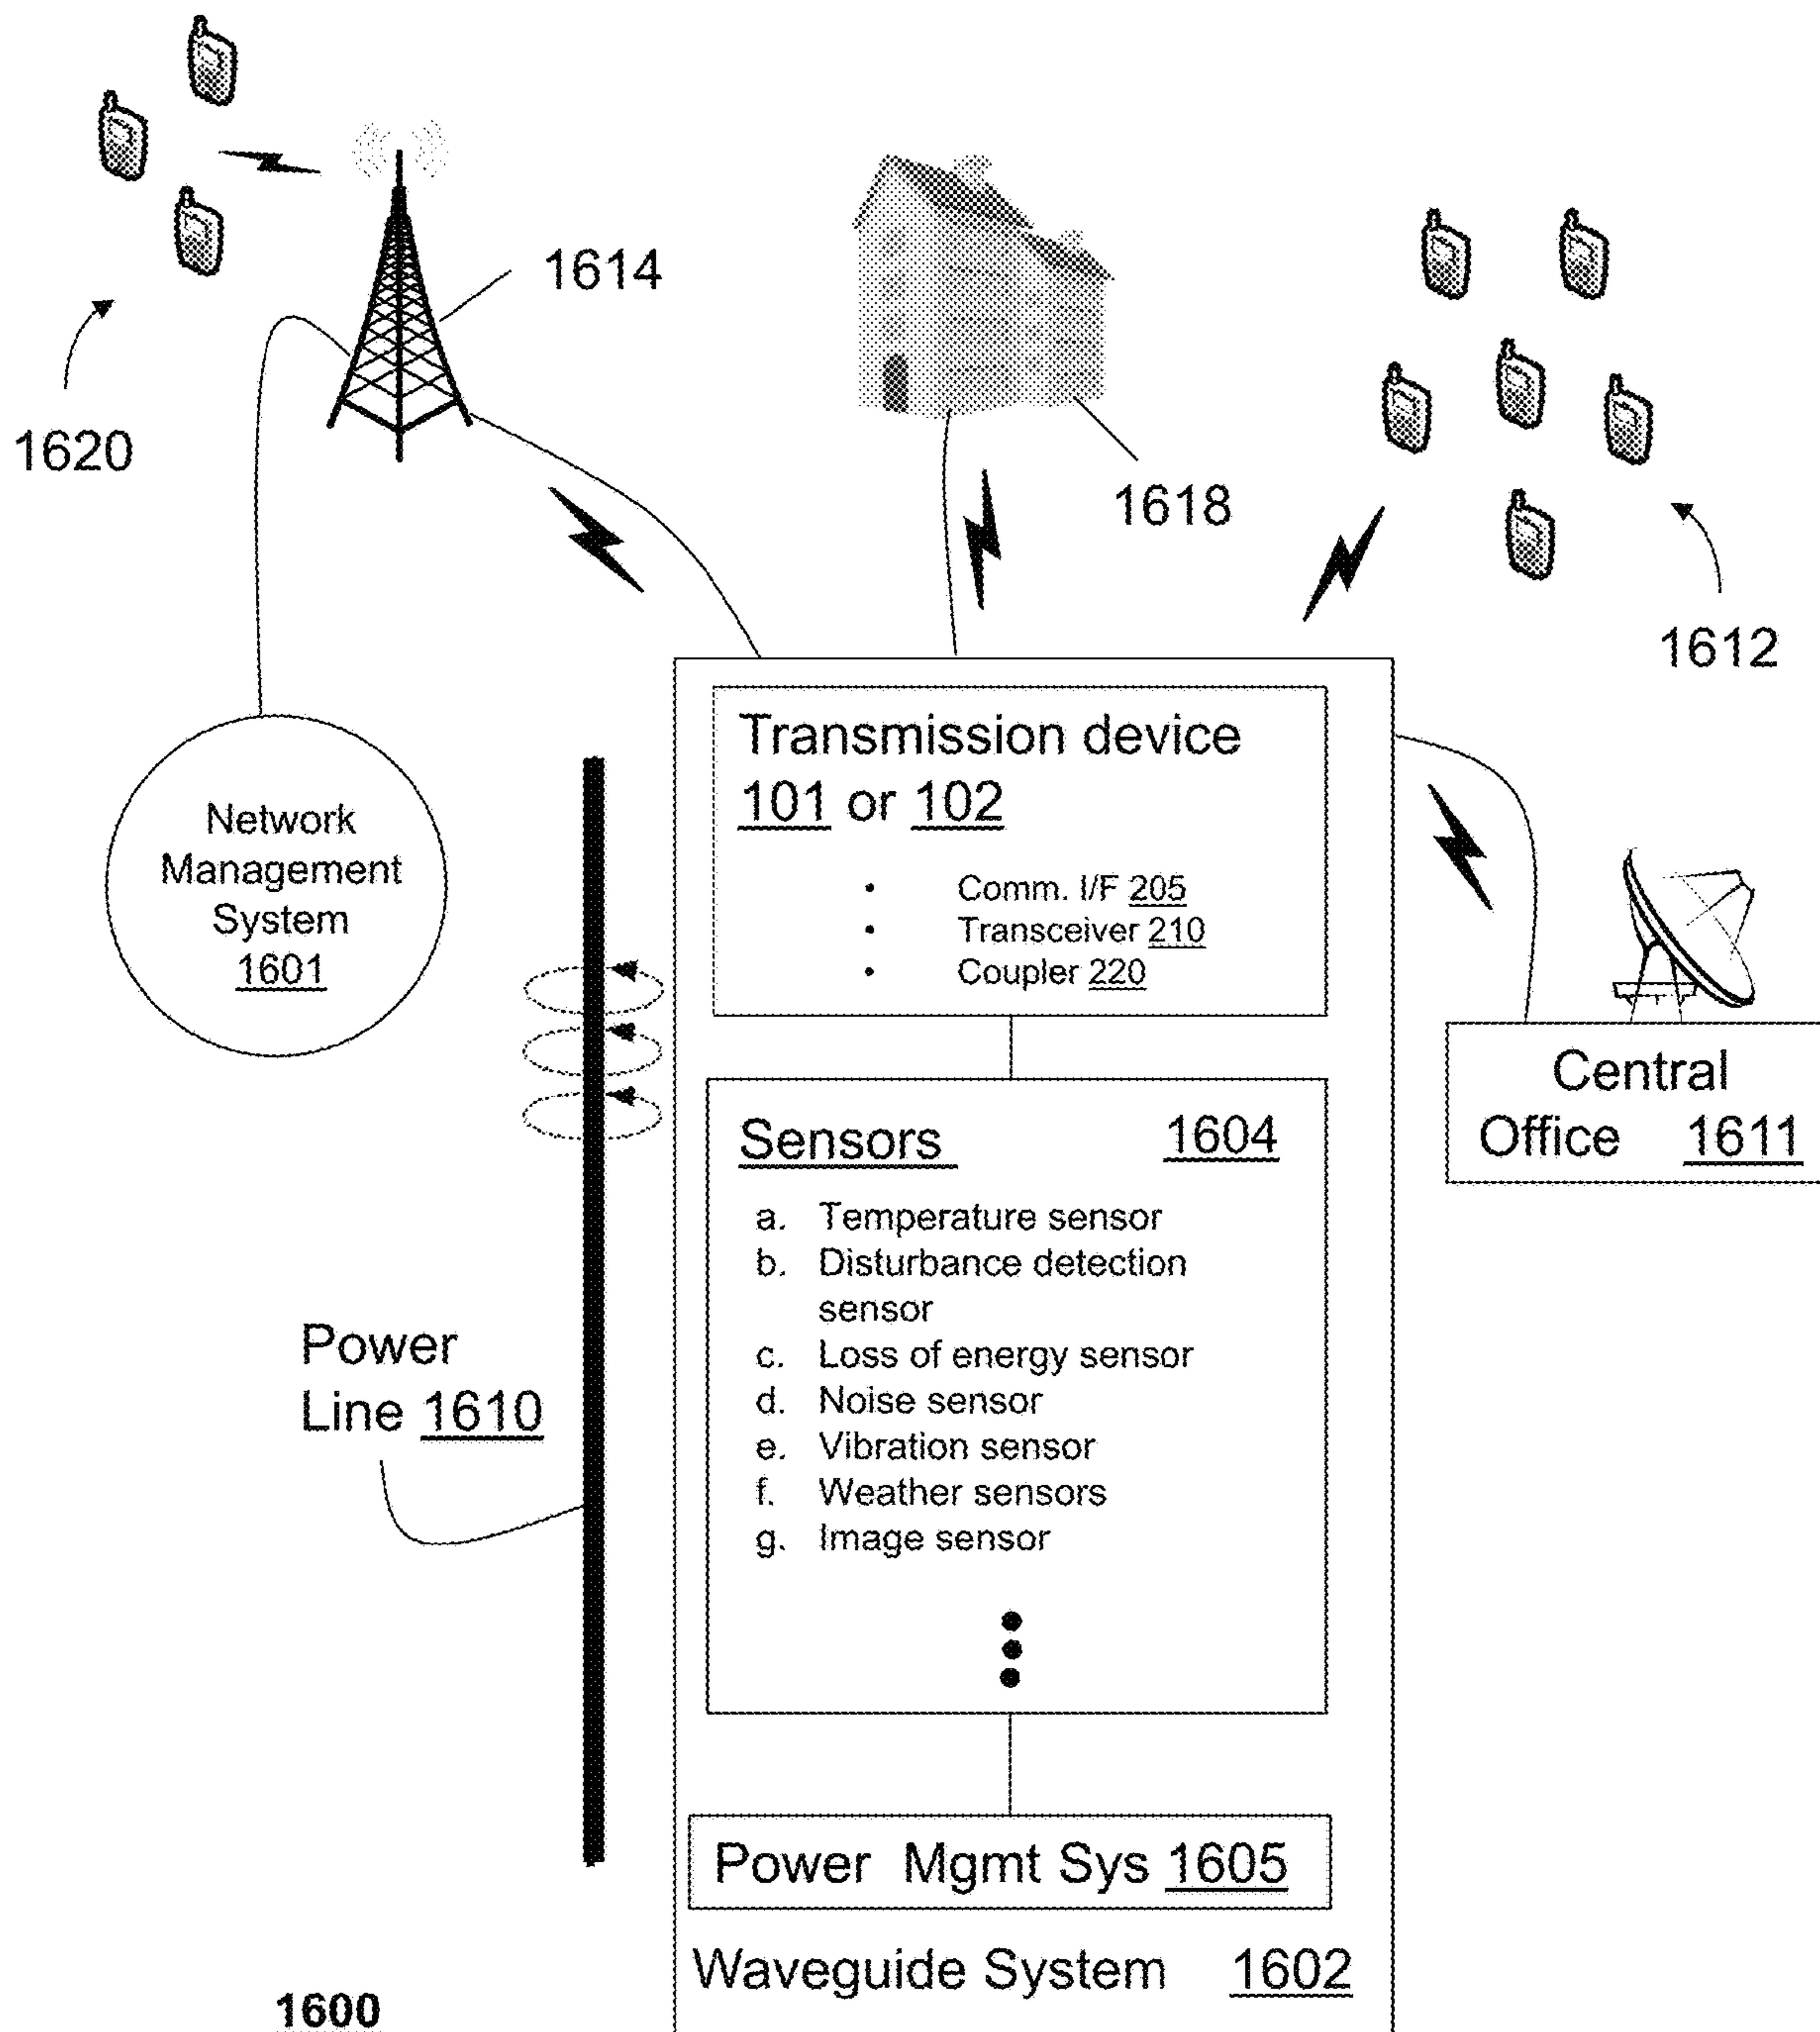 1614
1620
1618
1612
Transmission device
101 or 102
• Comm. I/F 205
• Transceiver 210
• Coupler 220
Network
Management
System
1601
Central
Office 1611
Sensors 1604
a. Temperature sensor
b. Disturbance detection
sensor
c. Loss of energy sensor
d. Noise sensor
e. Vibration sensor
f. Weather sensors
g. Image sensor
Power
Line 1610
Power Mgmt Sys 1605
Waveguide System 1602
1600